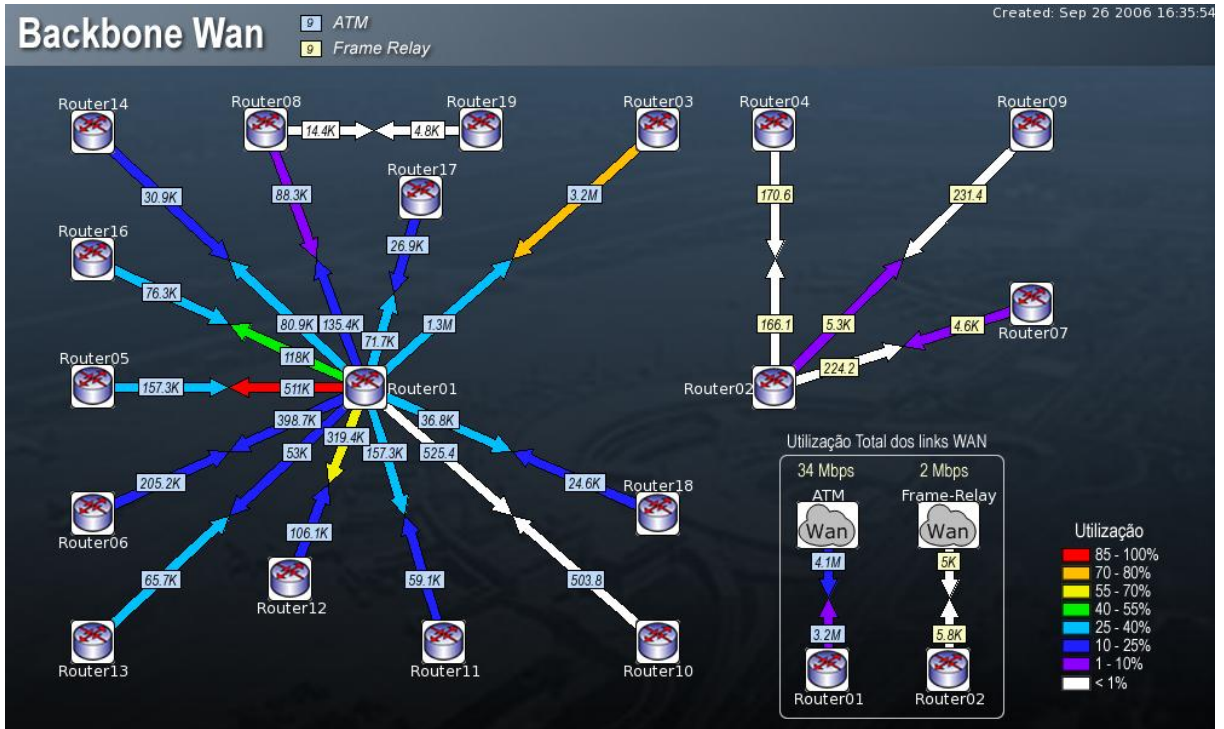 Backbone Wan
9 ATM
9 Frame Relay
Created: Sep 26 2006 16:35:54
Router14
Router08
Router19
Router03
Router04
Router09
14.4K
4.8K
Router17
30.9K
88.3K
3.2M
170.6
231.4
Router16
26.9K
76.3K
Router07
80.9K
135.4K
71.7K
1.3M
166.1
5.3K
4.6K
118K
224.2
Router05
157.3K
511K
Router01
Router02
398.7K
53K
319.4K
157.3K
525.4
36.8K
205.2K
24.6K
Router18
Router06
106.1K
65.7K
59.1K
503.8
Router12
Router13
Router11
Router10
Utilização Total dos links WAN
34 Mbps
2 Mbps
ATM
Frame-Relay
Wan
Wan
4.1M
5K
3.2M
5.8K
Router01
Router02
Utilização
85 - 100%
70 - 80%
55 - 70%
40 - 55%
25 - 40%
10 - 25%
1 - 10%
< 1%